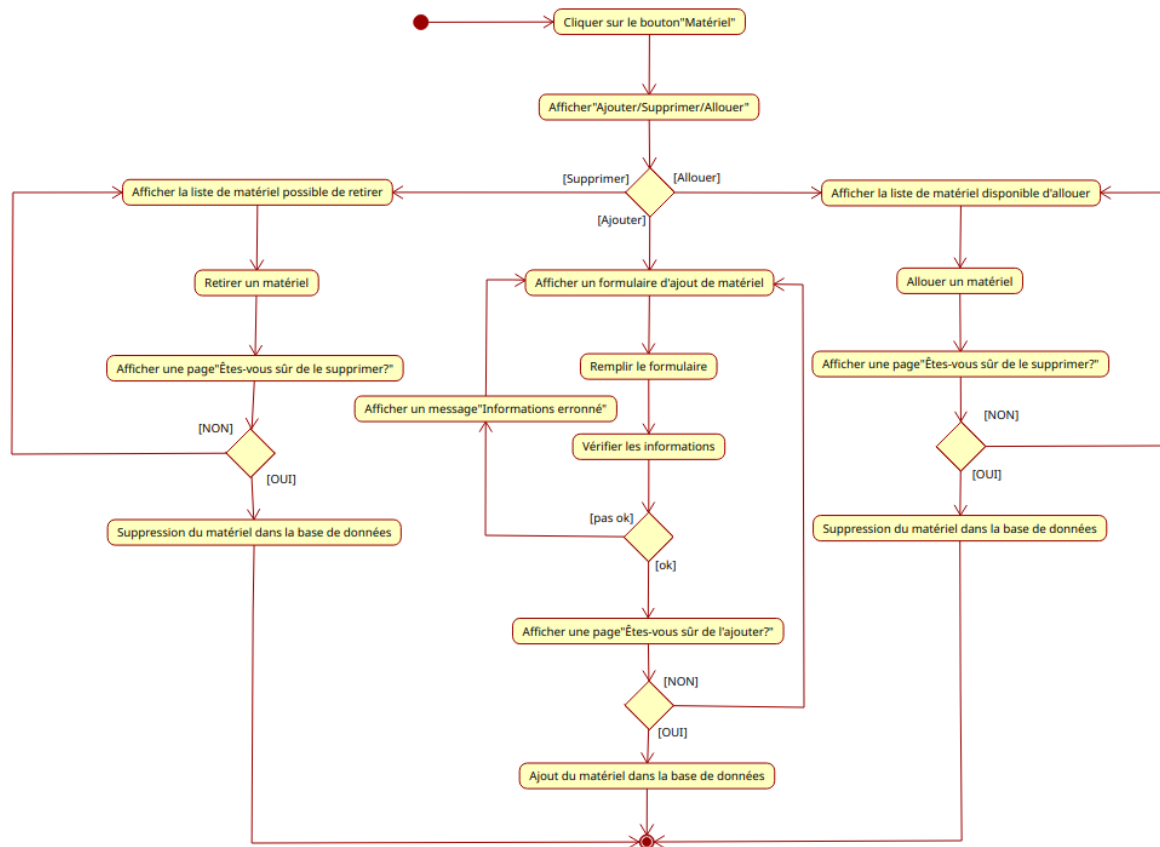 Cliquer sur le bouton"Matériel"
Afficher"Ajouter/Supprimer/Allouer"
[Supprimer]
[Allouer]
[Ajouter]
Afficher la liste de matériel possible de retirer
Afficher la liste de matériel disponible d'allouer
Retirer un matériel
Afficher un formulaire d'ajout de matériel
Allouer un matériel
Afficher une page"Êtes-vous sûr de le supprimer?"
Remplir le formulaire
Afficher une page"Êtes-vous sûr de le supprimer?"
Afficher un message"Informations erronné"
[NON]
Vérifier les informations
[NON]
[OUI]
[OUI]
Suppression du matériel dans la base de données
[pas ok]
Suppression du matériel dans la base de données
[ok]
Afficher une page"Êtes-vous sûr de l'ajouter?"
[NON]
[OUI]
Ajout du matériel dans la base de données